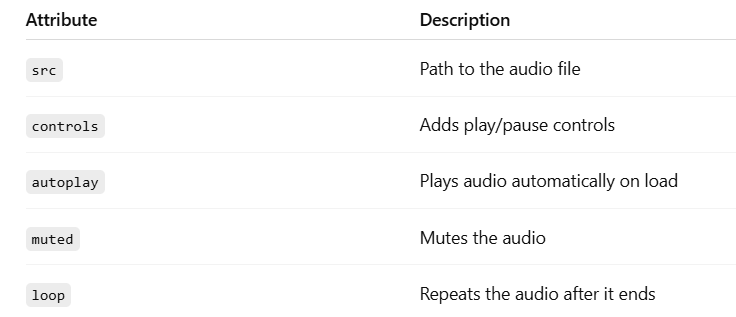 Attribute Description
src Path to the audio file
controls Adds play/pause controls
autoplay Plays audio automatically on load
muted Mutes the audio
loop Repeats the audio after it ends